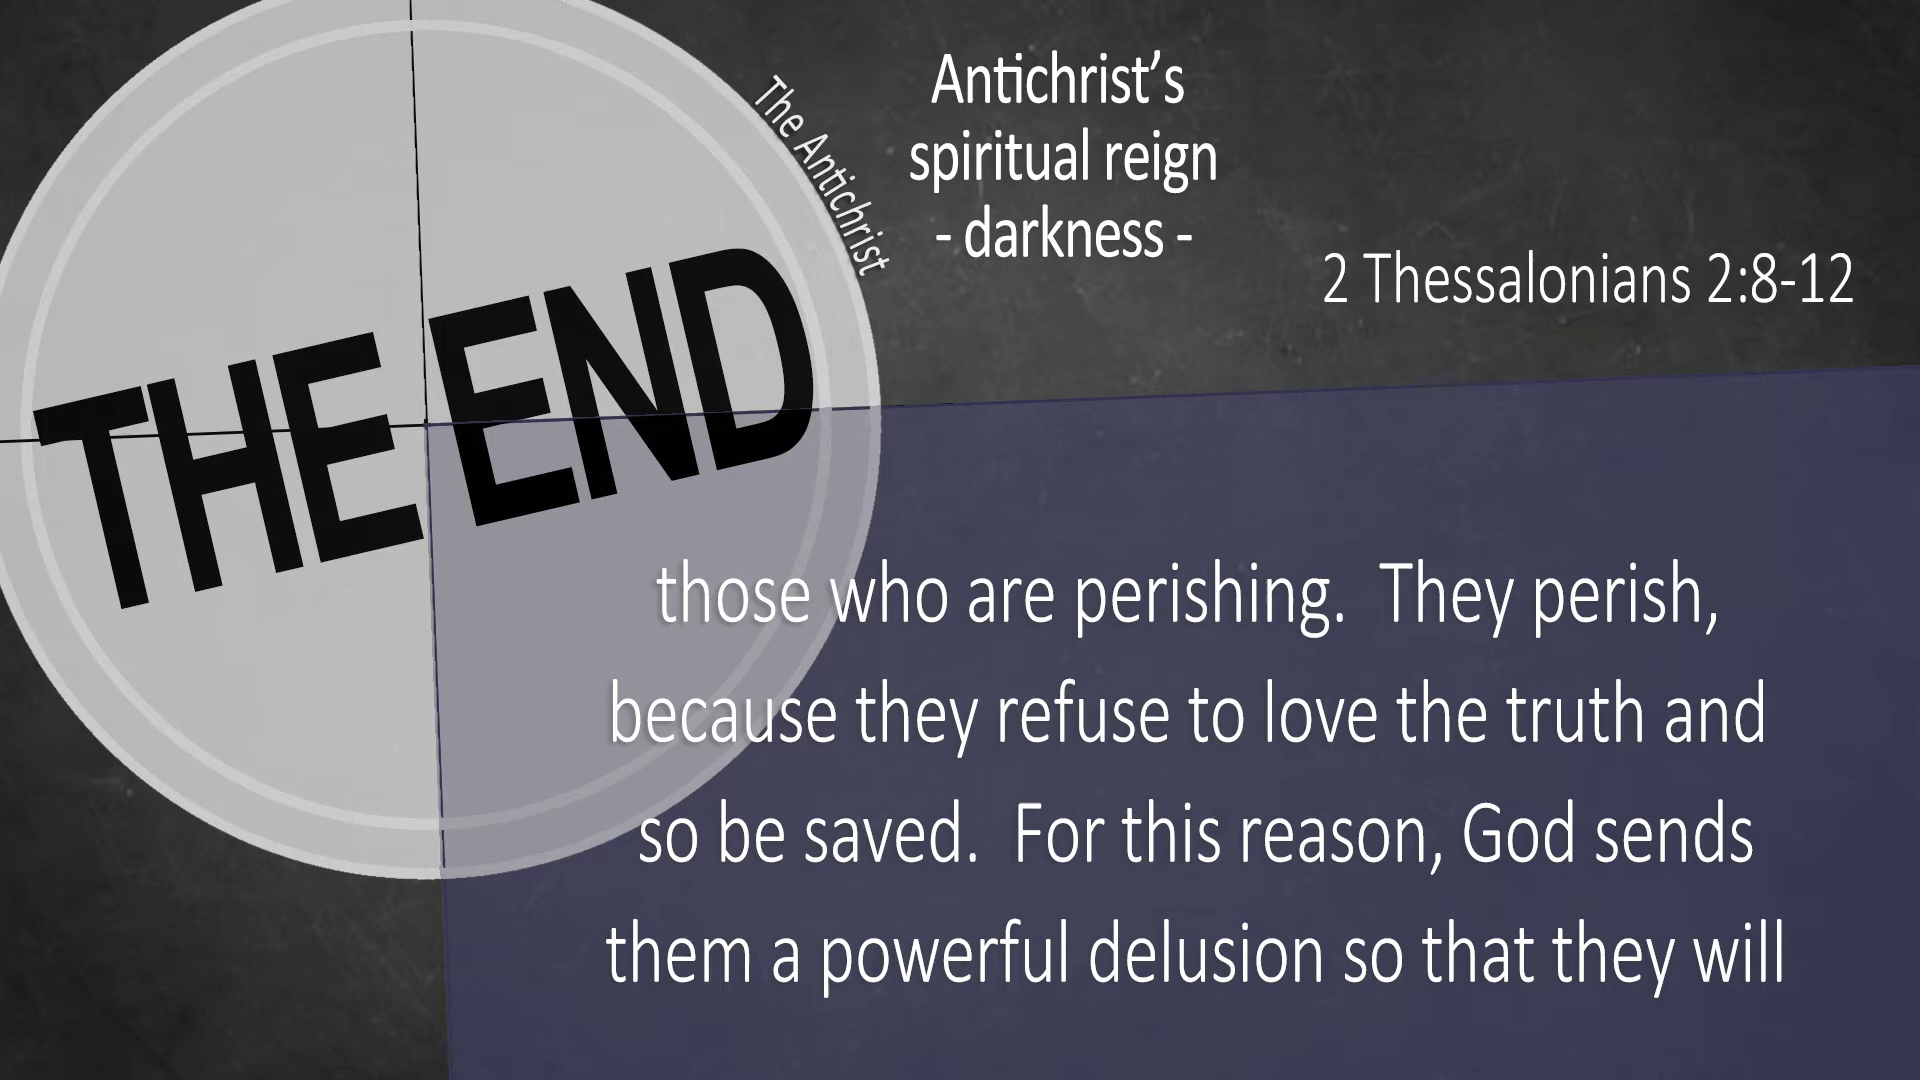 THE END
The Antichrist
Antichrist’s
spiritual reign
- darkness -
2 Thessalonians 2:8-12
those who are perishing.  They perish,
because they refuse to love the truth and
so be saved.  For this reason, God sends
them a powerful delusion so that they will